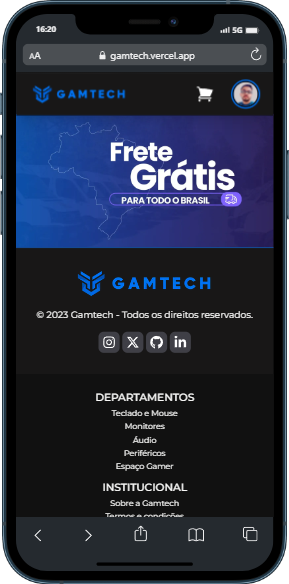 16:20
5G
AA
gamtech.vercel.app
GAMTECH
Frete
Grátis
PARA TODO O BRASIL
GAMTECH
© 2023 Gamtech - Todos os direitos reservados.
DEPARTAMENTOS
Teclado e Mouse
Monitores
Áudio
Periféricos
Espaço Gamer
INSTITUCIONAL
Sobre a Gamtech
Termos e condições